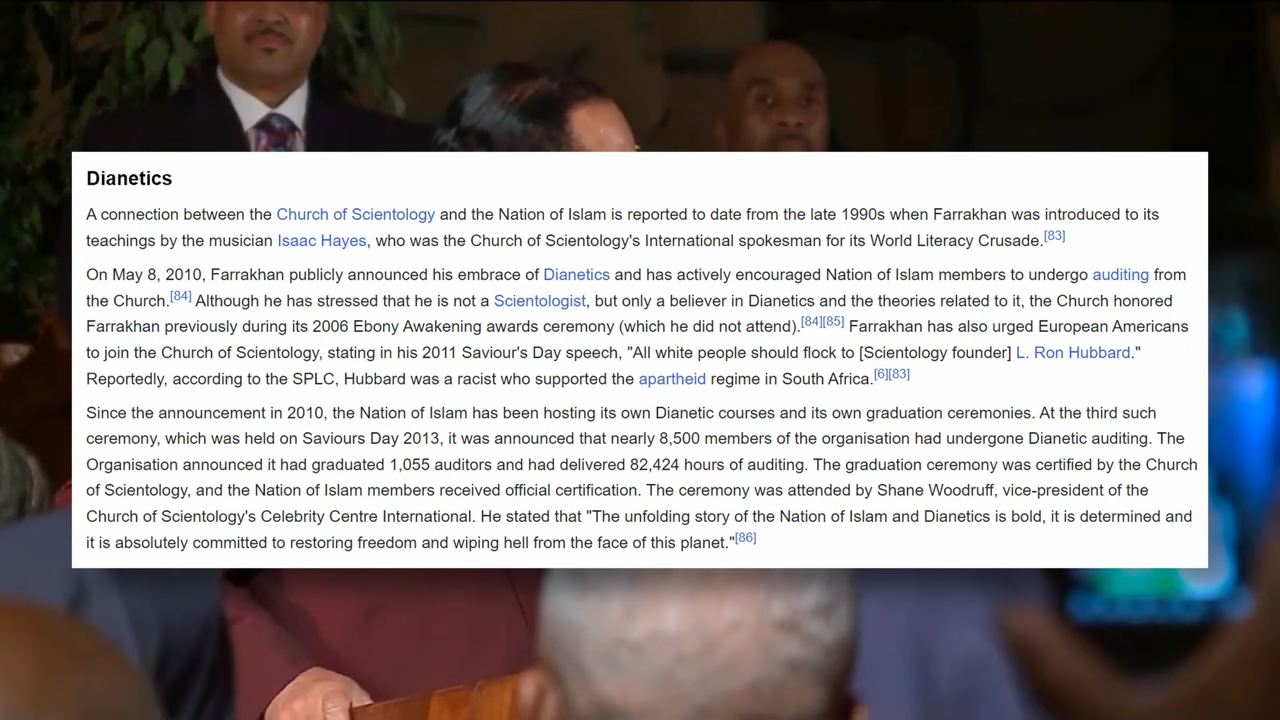 Dianetics
A connection between the Church of Scientology and the Nation of Islam is reported to date from the late 1990s when Farrakhan was introduced to its
teachings by the musician Isaac Hayes, who was the Church of Scientology's International spokesman for its World Literacy Crusade.[83]
On May 8, 2010, Farrakhan publicly announced his embrace of Dianetics and has actively encouraged Nation of Islam members to undergo auditing from
the Church.[84] Although he has stressed that he is not a Scientologist, but only a believer in Dianetics and the theories related to it, the Church honored
Farrakhan previously during its 2006 Ebony Awakening awards ceremony (which he did not attend).[84][85] Farrakhan has also urged European Americans
to join the Church of Scientology, stating in his 2011 Saviour's Day speech, "All white people should flock to [Scientology founder] L. Ron Hubbard."
Reportedly, according to the SPLC, Hubbard was a racist who supported the apartheid regime in South Africa.[6][83]
Since the announcement in 2010, the Nation of Islam has been hosting its own Dianetic courses and its own graduation ceremonies. At the third such
ceremony, which was held on Saviours Day 2013, it was announced that nearly 8,500 members of the organisation had undergone Dianetic auditing. The
Organisation announced it had graduated 1,055 auditors and had delivered 82,424 hours of auditing. The graduation ceremony was certified by the Church
of Scientology, and the Nation of Islam members received official certification. The ceremony was attended by Shane Woodruff, vice-president of the
Church of Scientology's Celebrity Centre International. He stated that "The unfolding story of the Nation of Islam and Dianetics is bold, it is determined and
it is absolutely committed to restoring freedom and wiping hell from the face of this planet."[86]